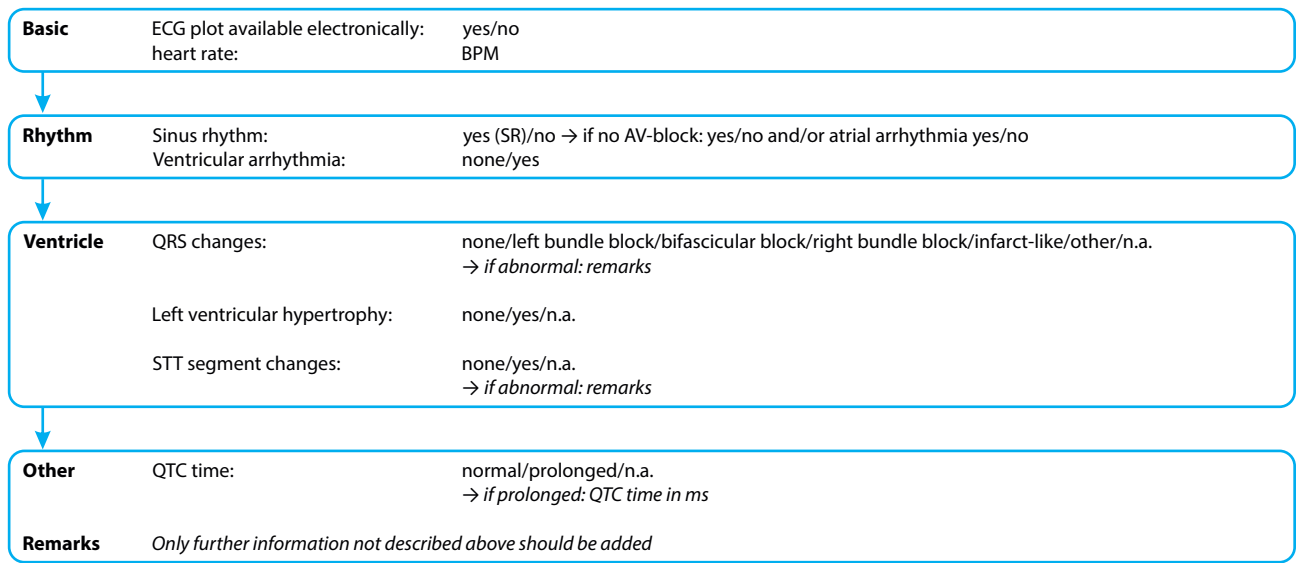 Basic ECG plot available electronically: yes/no
heart rate: BPM
Rhythm Sinus rhythm: yes (SR)/no → if no AV-block: yes/no and/or atrial arrhythmia yes/no
Ventricular arrhythmia: none/yes
Ventricle QRS changes: none/left bundle block/bifascicular block/right bundle block/infarct-like/other/n.a.
→ if abnormal: remarks
Left ventricular hypertrophy: none/yes/n.a.
STT segment changes: none/yes/n.a.
→ if abnormal: remarks
Other QTC time: normal/prolonged/n.a.
→ if prolonged: QTC time in ms
Remarks Only further information not described above should be added